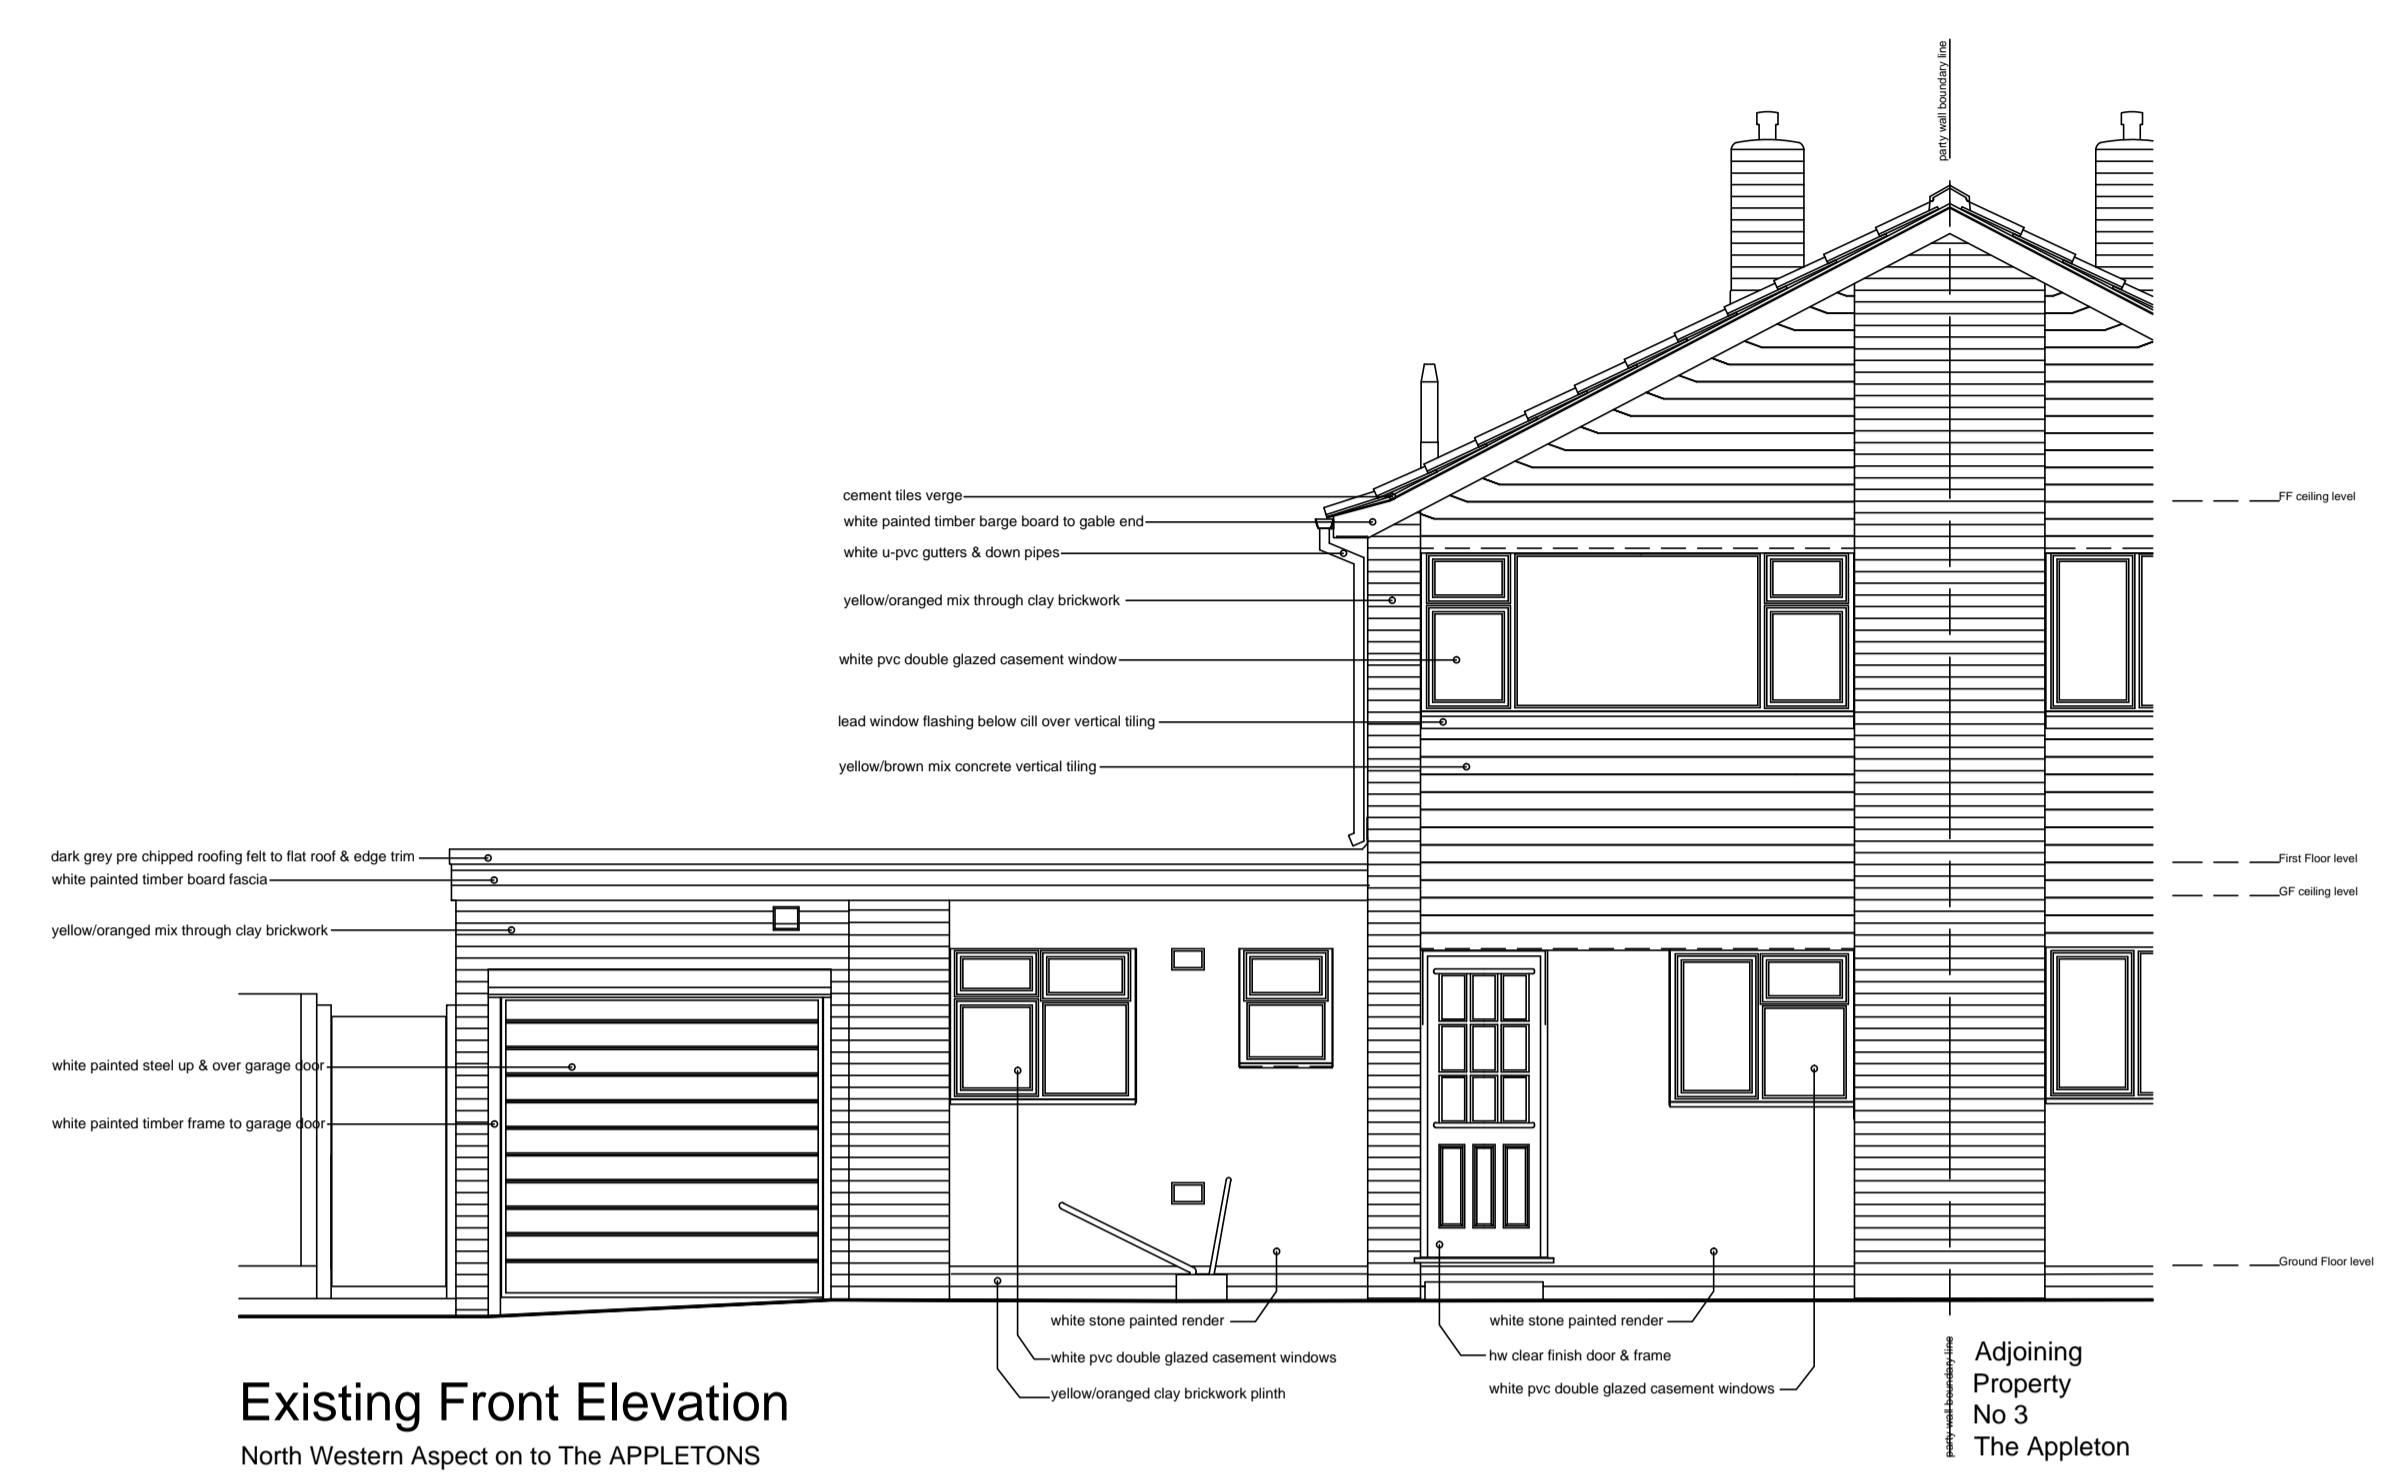 party wall boundary line
cement tiles verge
FF ceiling level
white painted timber barge board to gable end
white u-pvc gutters & down pipes
yellow/oranged mix through clay brickwork
white pvc double glazed casement window
lead window flashing below cill over vertical tiling
yellow/brown mix concrete vertical tiling
dark grey pre chipped roofing felt to flat roof & edge trim
First Floor level
white painted timber board fascia
GF ceiling level
yellow/oranged mix through clay brickwork
white painted steel up & over garage door
white painted timber frame to garage door
Ground Floor level
white stone painted render
white stone painted render
white pvc double glazed casement windows
hw clear finish door & frame
yellow/oranged clay brickwork plinth
white pvc double glazed casement windows
party wall boundary line
Adjoining
Property
No 3
The Appleton
Existing Front Elevation
North Western Aspect on to The APPLETONS